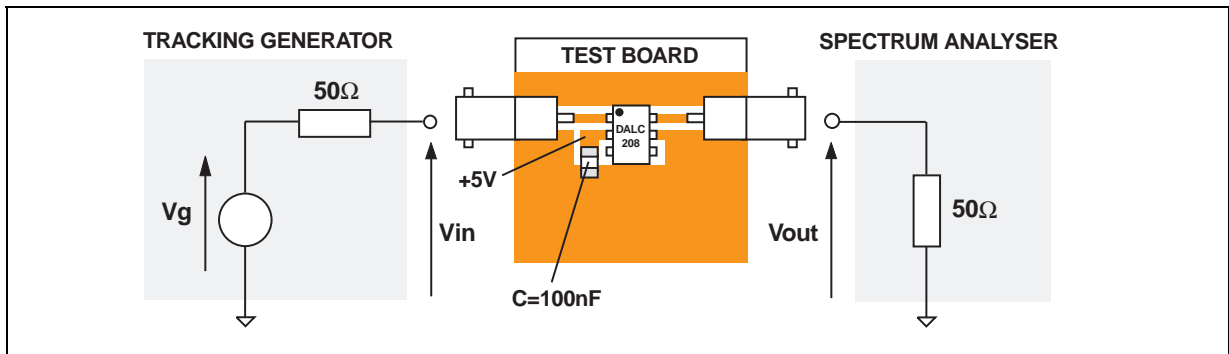 TRACKING GENERATOR
TEST BOARD
SPECTRUM ANALYSER
50Ω
DALC
208
+5V
Vg
Vin
Vout
50Ω
C=100nF